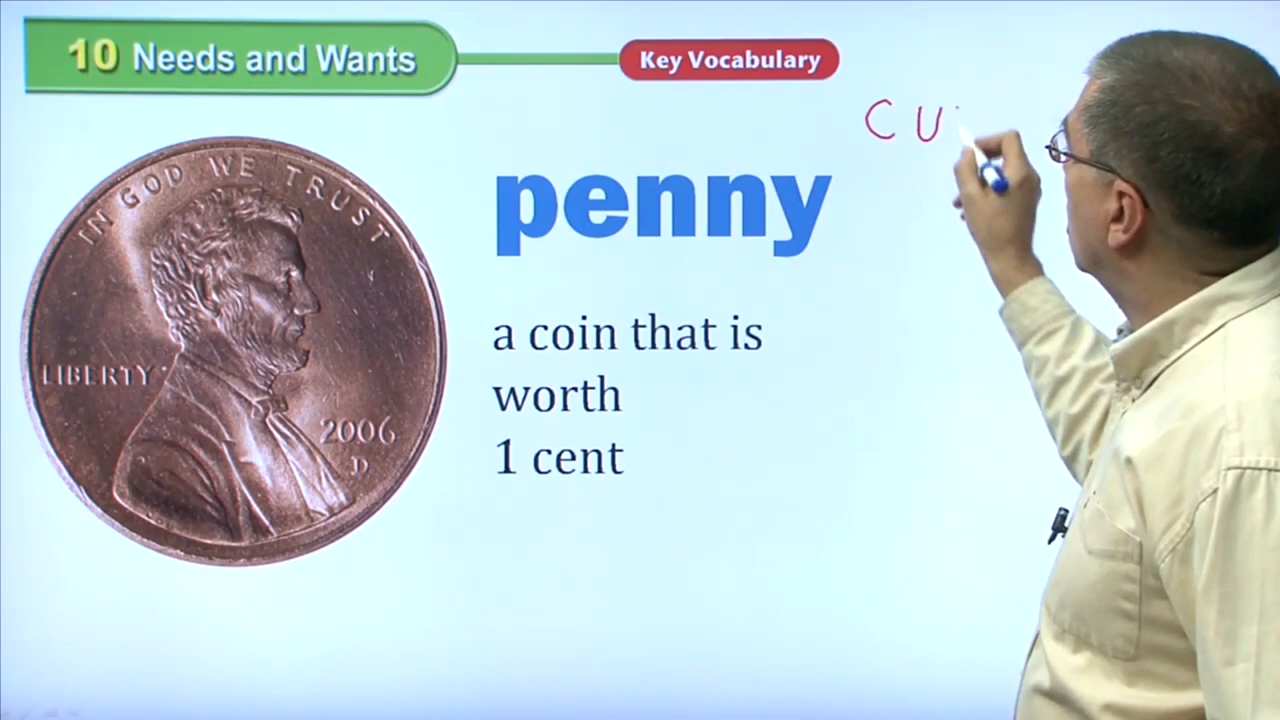 10 Needs and Wants
Key Vocabulary
CU
IN GOD WE TRUST
LIBERTY
2006
D
penny
a coin that is
worth
1 cent